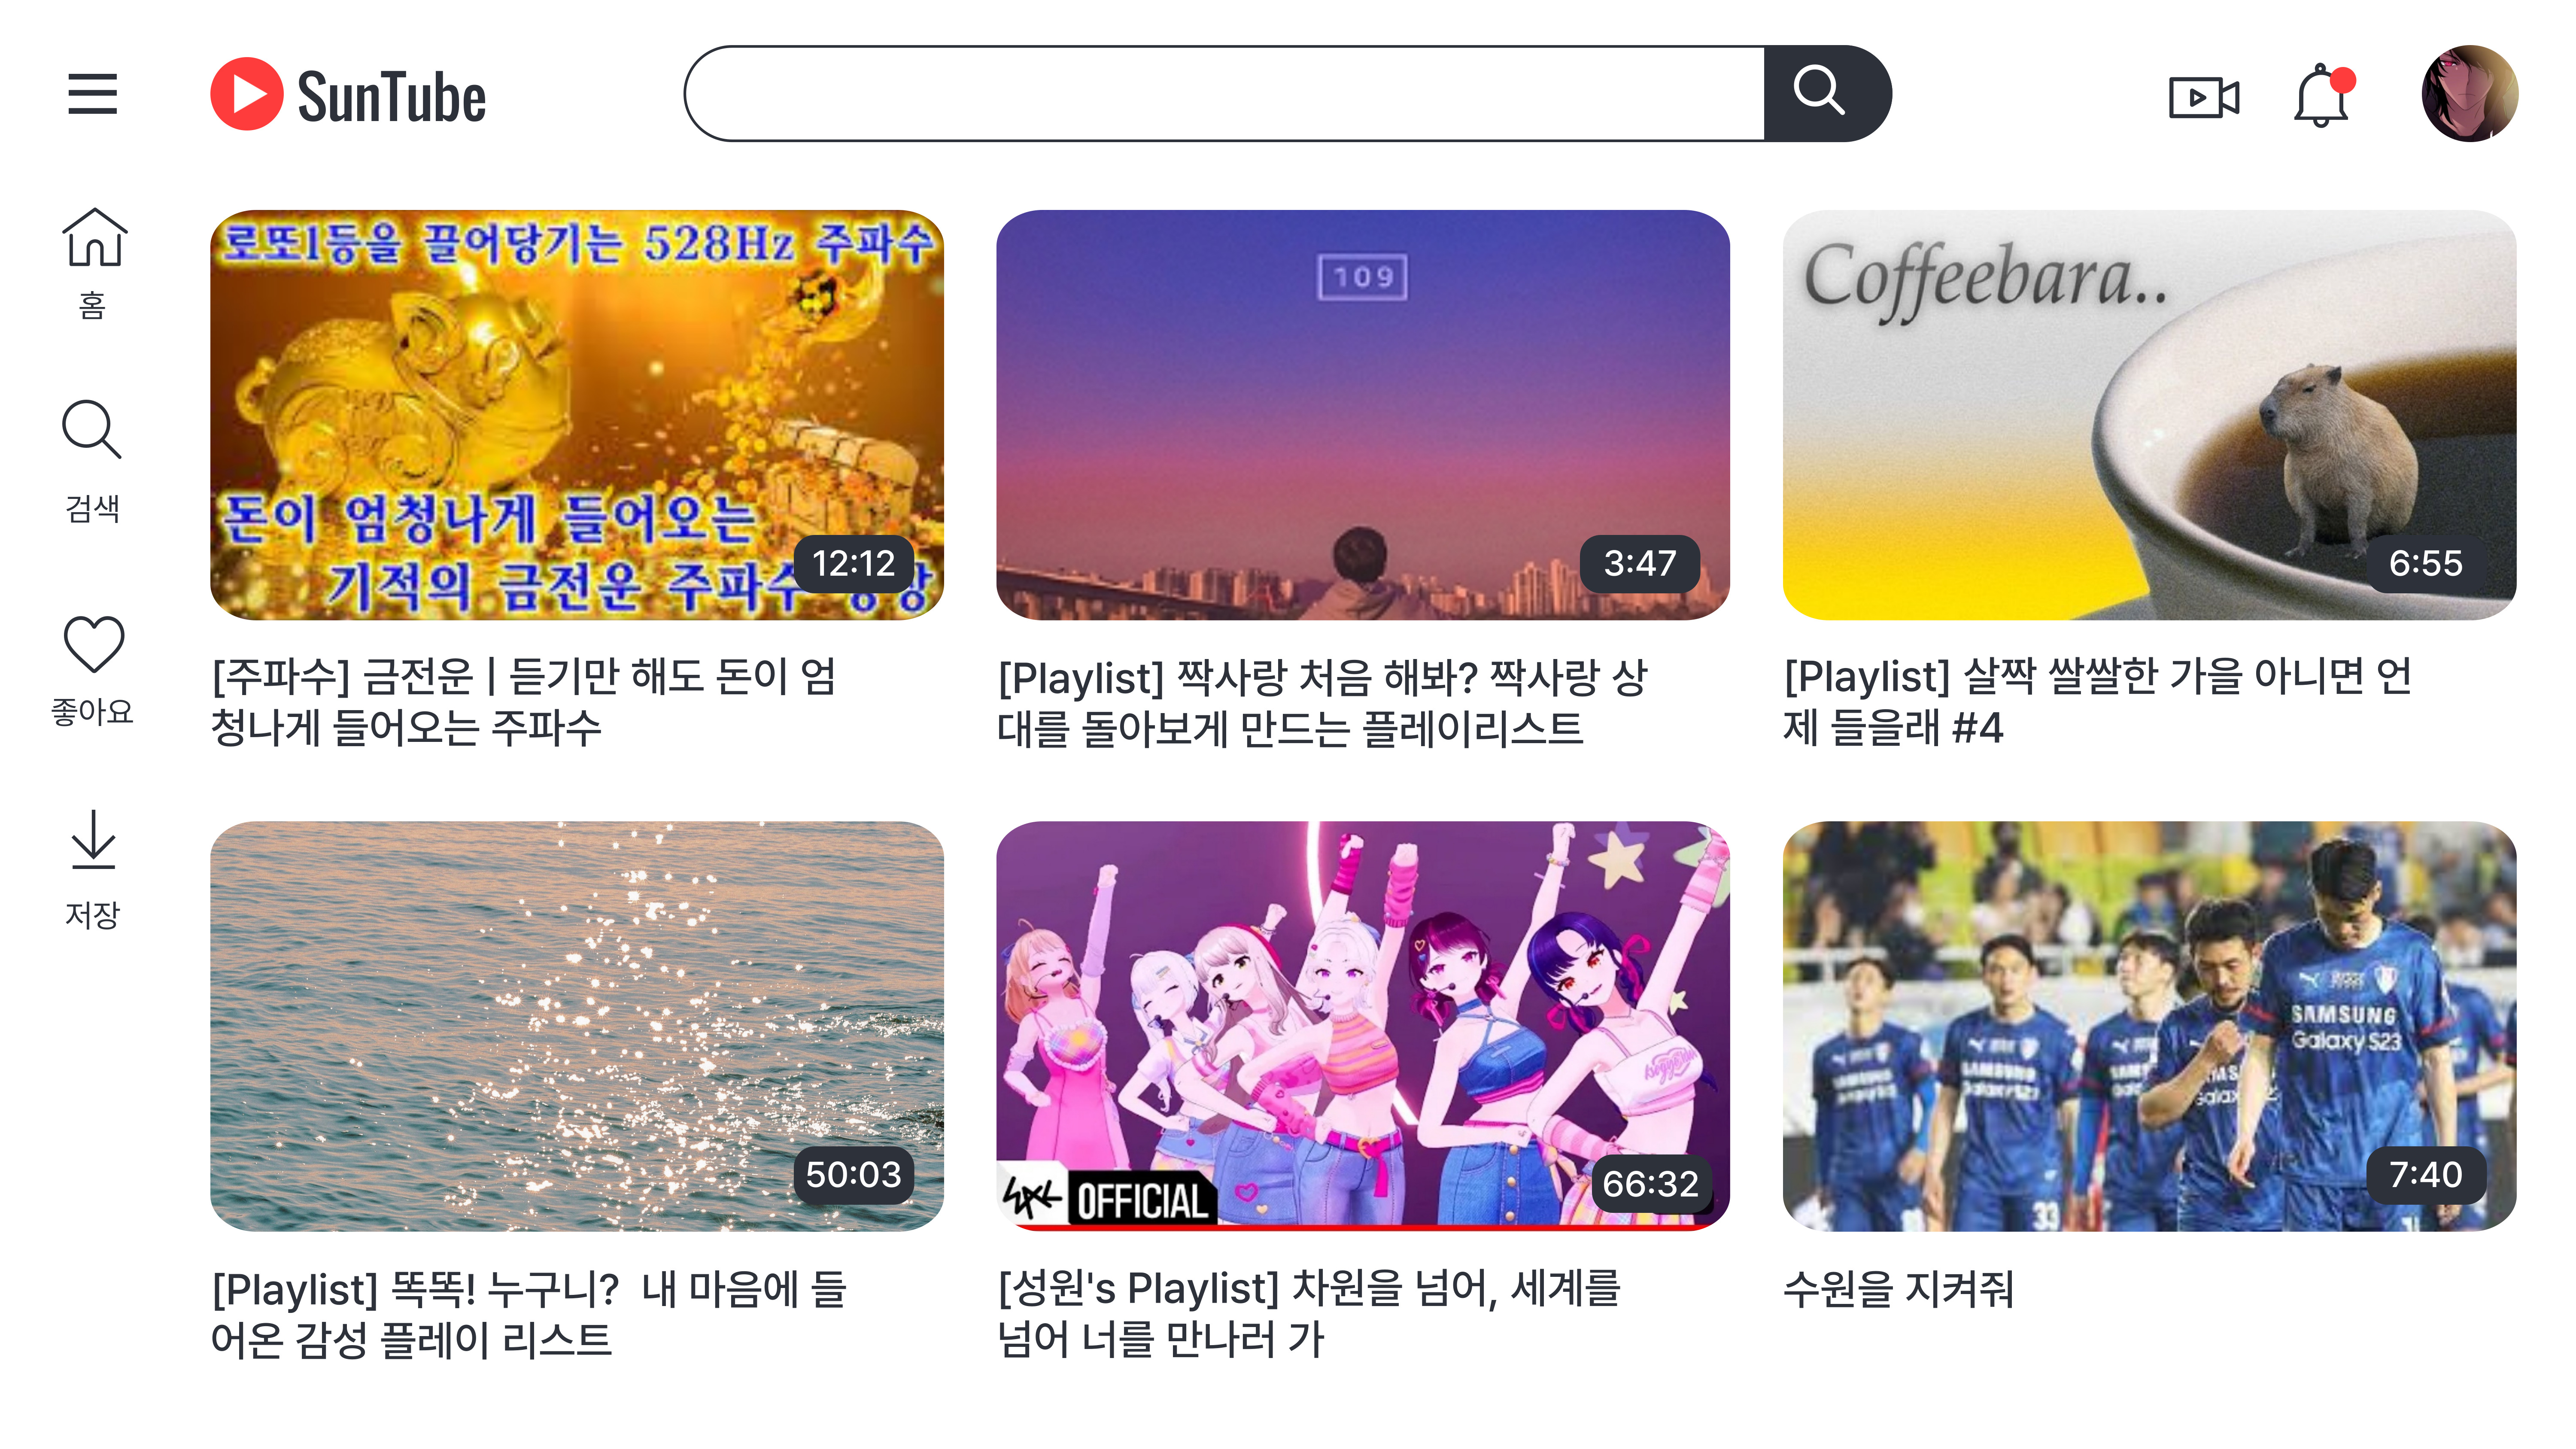 SunTube
홈
검색
좋아요
저장
로또1등을 끌어당기는 528Hz 주파수
돈이 엄청나게 들어오는
기적의 금전운 주파수
12:12
109
3:47
Coffeebara..
6:55
[주파수] 금전운 | 듣기만 해도 돈이 엄
청나게 들어오는 주파수
[Playlist] 짝사랑 처음 해봐? 짝사랑 상
대를 돌아보게 만드는 플레이리스트
[Playlist] 살짝 쌀쌀한 가을 아니면 언
제 들을래 #4
50:03
OFFICIAL
66:32
SAMSUNG
Galaxy S23
SAMSUNG
33
7:40
[Playlist] 똑똑! 누구니?  내 마음에 들
어온 감성 플레이 리스트
[성원's Playlist] 차원을 넘어, 세계를
넘어 너를 만나러 가
수원을 지켜줘